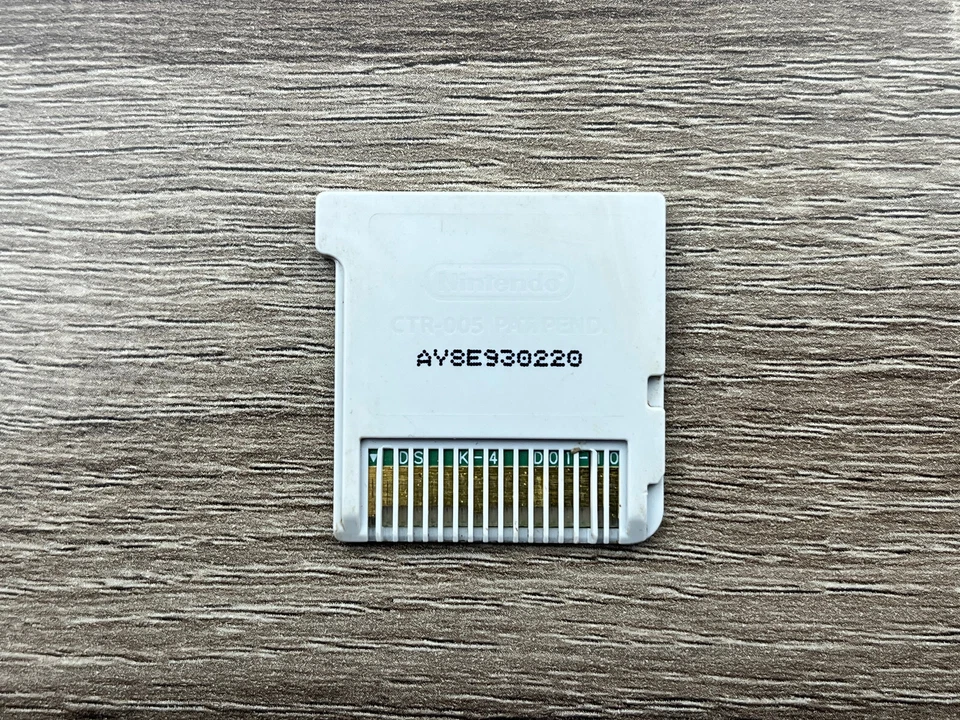 Nintendo
CTR-005 PAT.PEND.
AY8E930220
DS K-4 D01-10